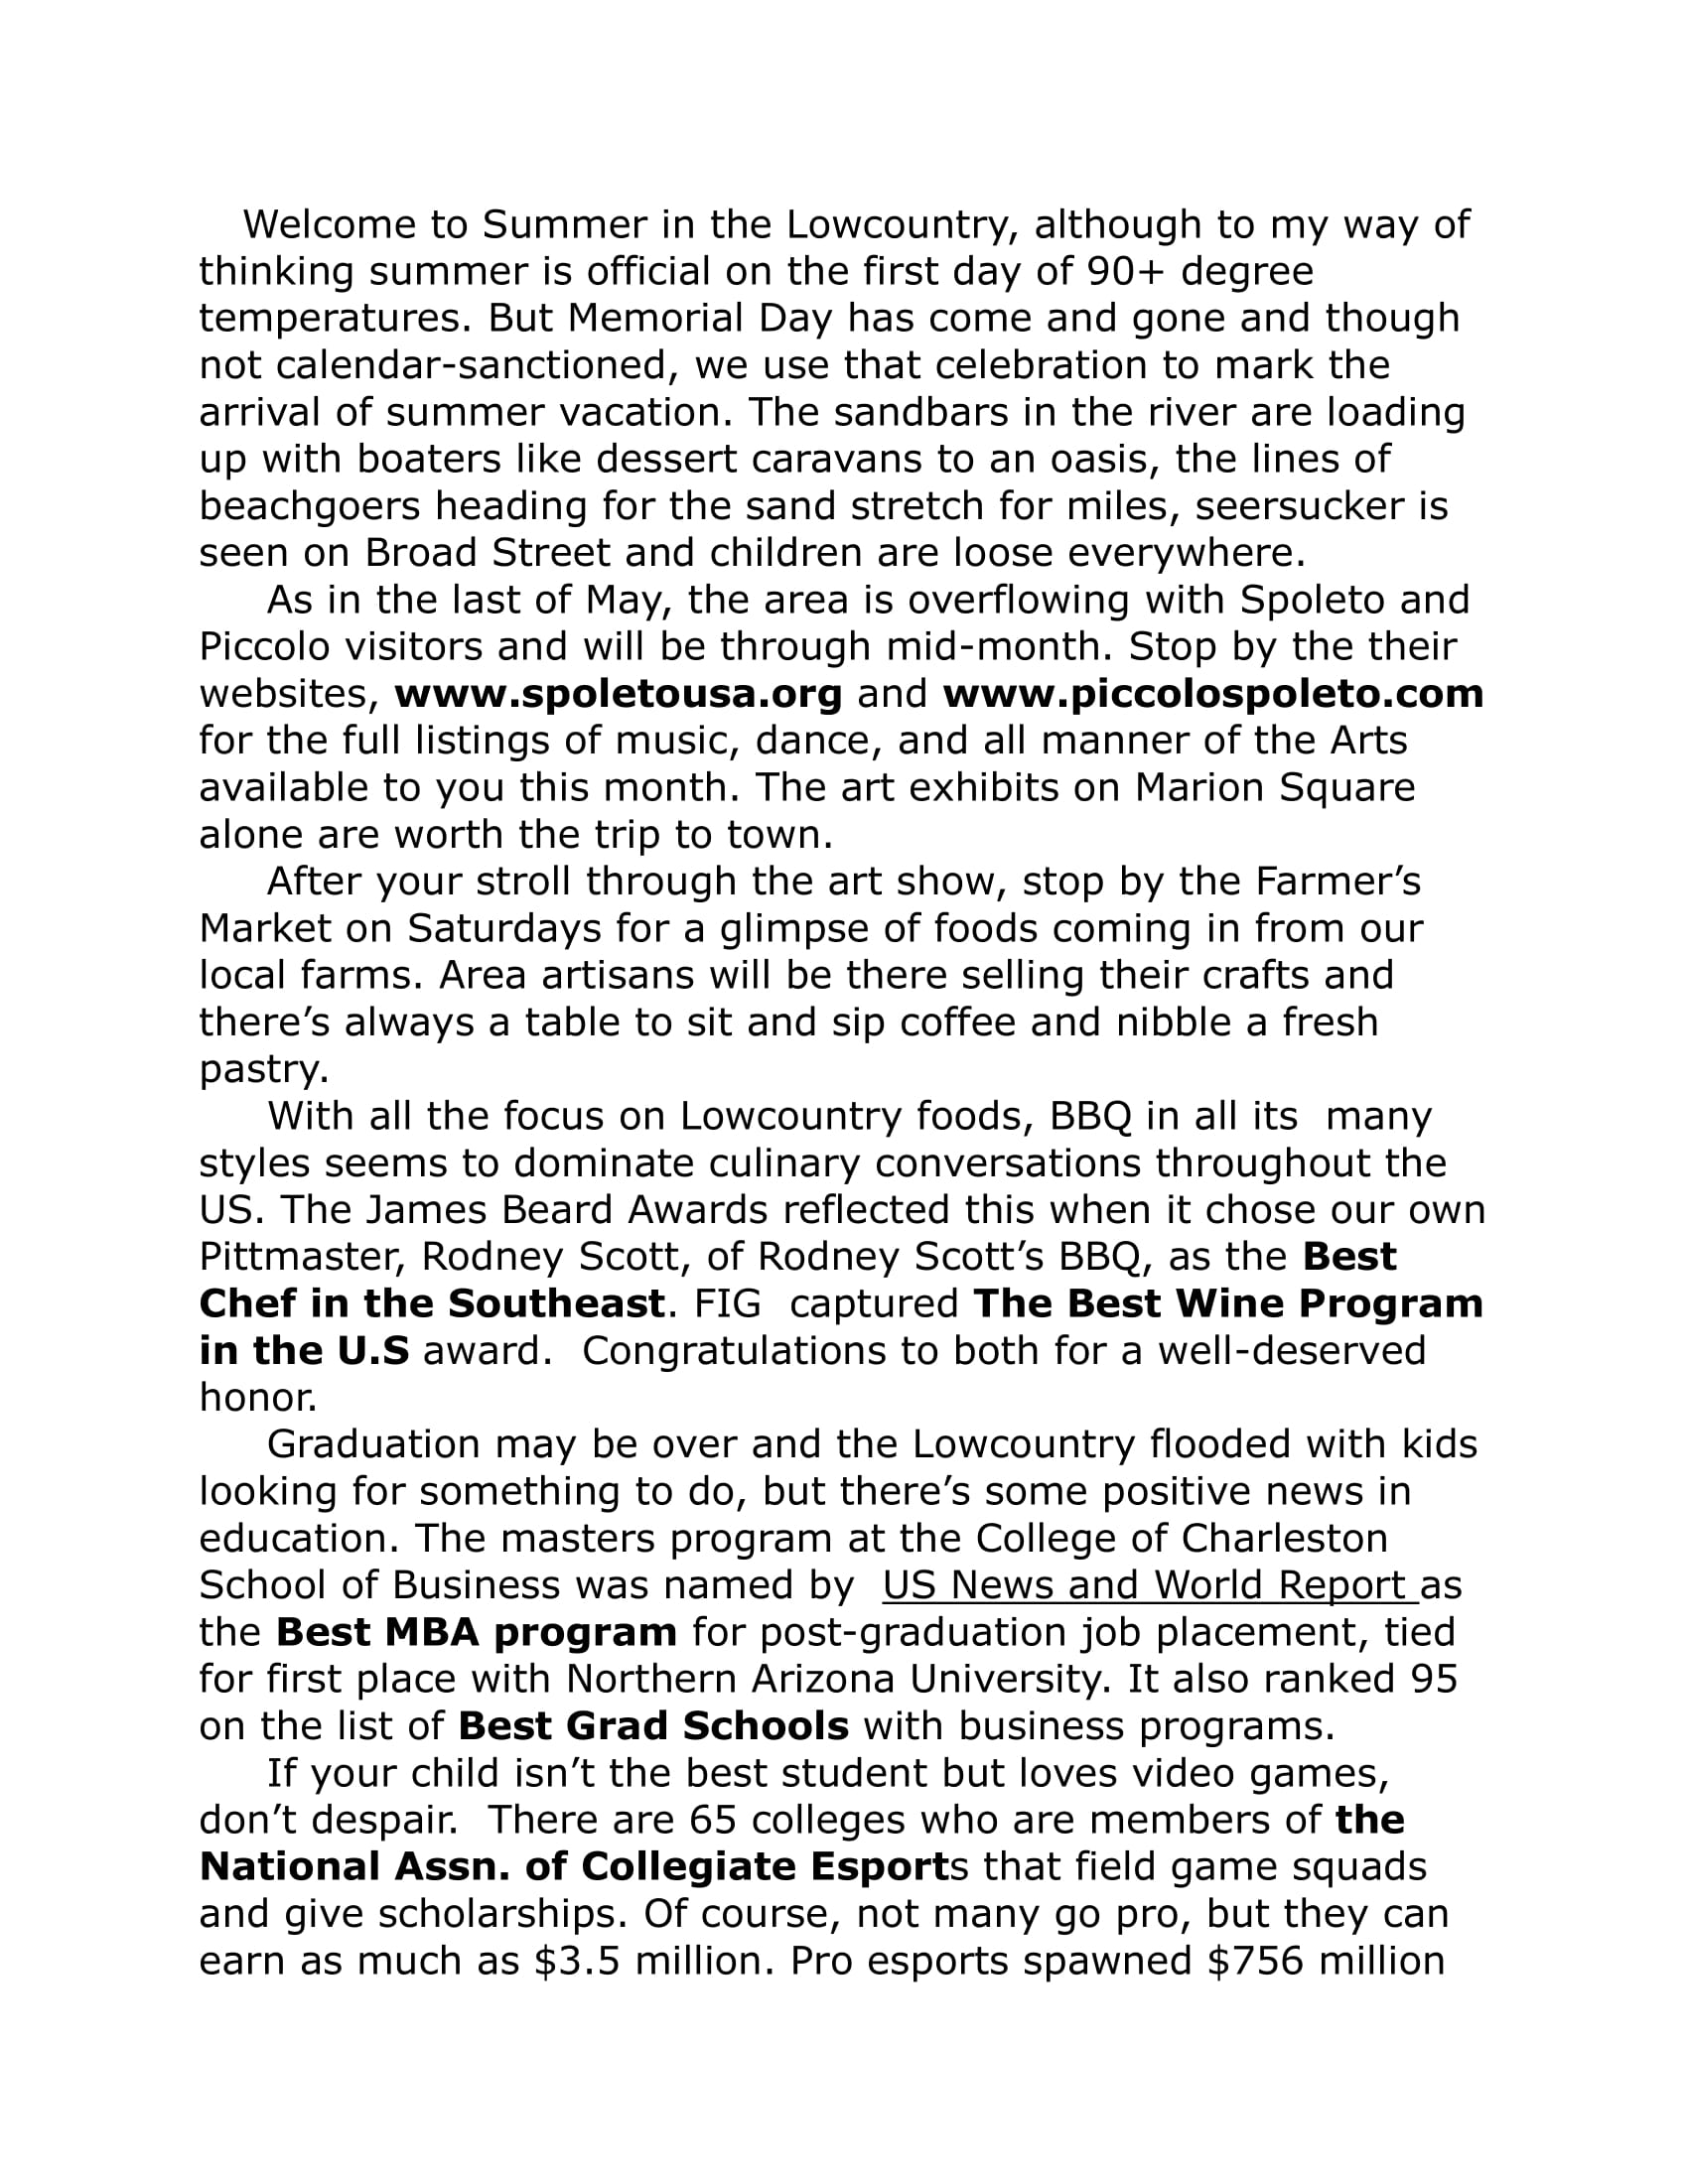 Welcome to Summer in the Lowcountry, although to my way of
thinking summer is official on the first day of 90+ degree
temperatures. But Memorial Day has come and gone and though
not calendar-sanctioned, we use that celebration to mark the
arrival of summer vacation. The sandbars in the river are loading
up with boaters like dessert caravans to an oasis, the lines of
beachgoers heading for the sand stretch for miles, seersucker is
seen on Broad Street and children are loose everywhere.
As in the last of May, the area is overflowing with Spoleto and
Piccolo visitors and will be through mid-month. Stop by the their
websites, www.spoletousa.org and www.piccolospoleto.com
for the full listings of music, dance, and all manner of the Arts
available to you this month. The art exhibits on Marion Square
alone are worth the trip to town.
After your stroll through the art show, stop by the Farmer’s
Market on Saturdays for a glimpse of foods coming in from our
local farms. Area artisans will be there selling their crafts and
there’s always a table to sit and sip coffee and nibble a fresh
pastry.
With all the focus on Lowcountry foods, BBQ in all its  many
styles seems to dominate culinary conversations throughout the
US. The James Beard Awards reflected this when it chose our own
Pittmaster, Rodney Scott, of Rodney Scott’s BBQ, as the Best
Chef in the Southeast. FIG  captured The Best Wine Program
in the U.S award.  Congratulations to both for a well-deserved
honor.
Graduation may be over and the Lowcountry flooded with kids
looking for something to do, but there’s some positive news in
education. The masters program at the College of Charleston
School of Business was named by  US News and World Report as
the Best MBA program for post-graduation job placement, tied
for first place with Northern Arizona University. It also ranked 95
on the list of Best Grad Schools with business programs.
If your child isn’t the best student but loves video games,
don’t despair.  There are 65 colleges who are members of the
National Assn. of Collegiate Esports that field game squads
and give scholarships. Of course, not many go pro, but they can
earn as much as $3.5 million. Pro esports spawned $756 million